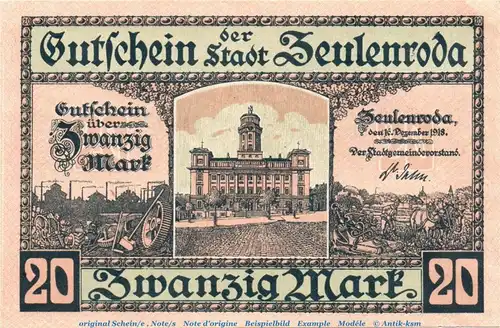 Gutschein der Stadt Zeulenroda
Gutschein
über
Zwanzig
Mark
Zeulenroda,
den 16. Dezember 1918.
Der Stadtgemeindevorstand.
20 Zwanzig Mark 20
original Schein/e , Note/s Note d'origine Beispielbild Example Modèle © Antik-ksm